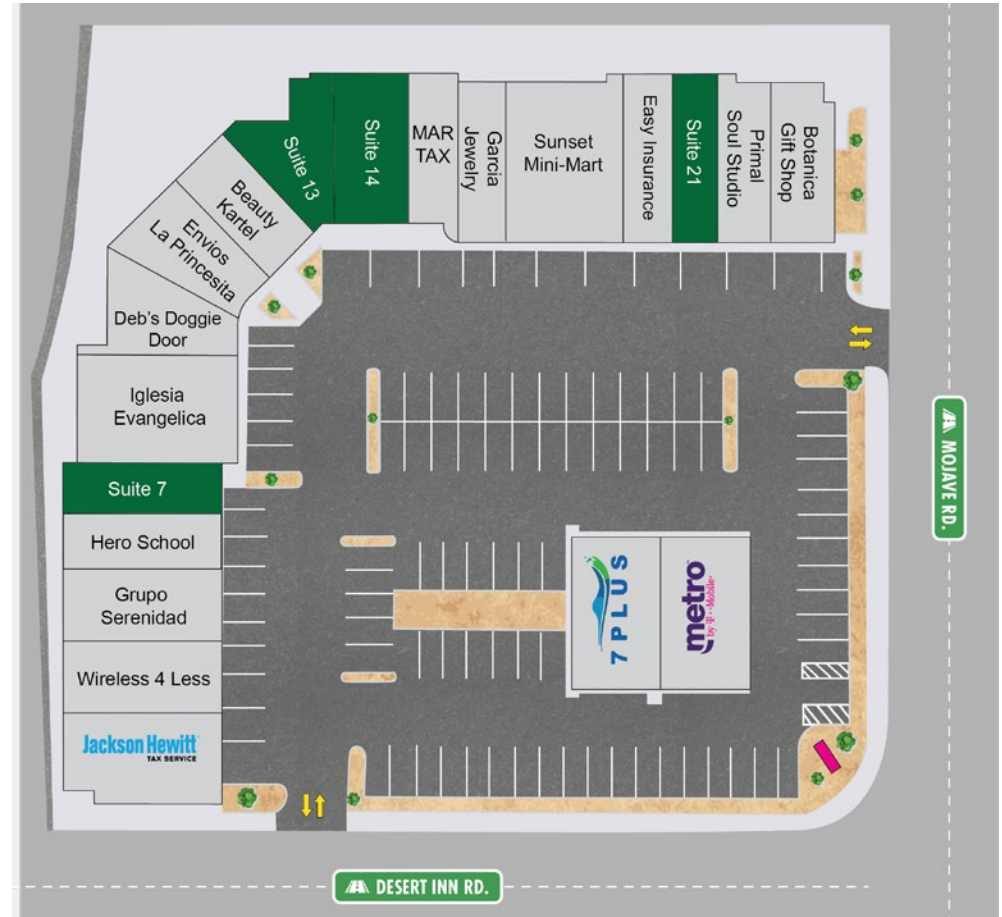 Suite 13
Suite 14
MAR
TAX
Garcia
Jewelry
Sunset
Mini-Mart
Easy Insurance
Suite 21
Primal
Soul Studio
Botanica
Gift Shop
Beauty
Kartel
Envios
La Princesita
Deb's Doggie
Door
Iglesia
Evangelica
Suite 7
Hero School
Grupo
Serenidad
Wireless 4 Less
Jackson Hewitt
TAX SERVICE
7 PLUS
metro
by T-Mobile
MOJAVE RD.
DESERT INN RD.